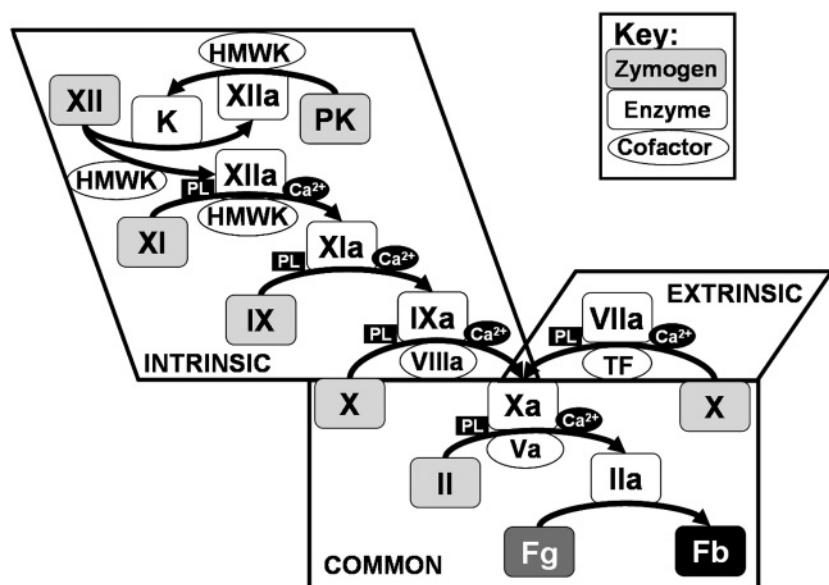 Key:
Zymogen
Enzyme
Cofactor
HMWK
XII
K
XIIa
PK
HMWK
XIIa
PL
Ca2+
HMWK
XI
XIa
PL
Ca2+
IX
IXa
PL
Ca2+
VIIIa
INTRINSIC
EXTRINSIC
VIIa
PL
Ca2+
TF
X
Xa
X
PL
Ca2+
Va
II
IIa
Fg
Fb
COMMON